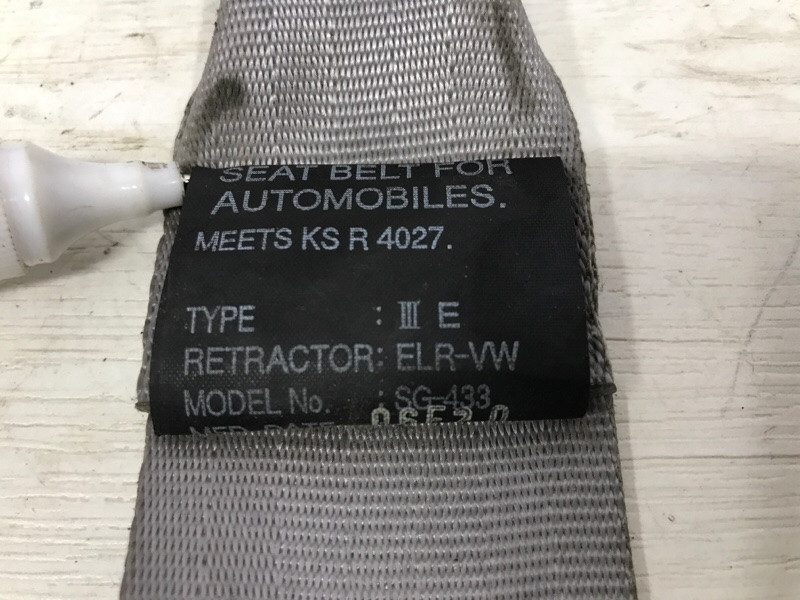 SEAT BELT FOR
AUTOMOBILES.
MEETS KS R 4027.
TYPE : III E
RETRACTOR: ELR-VW
MODEL No. : SG-433